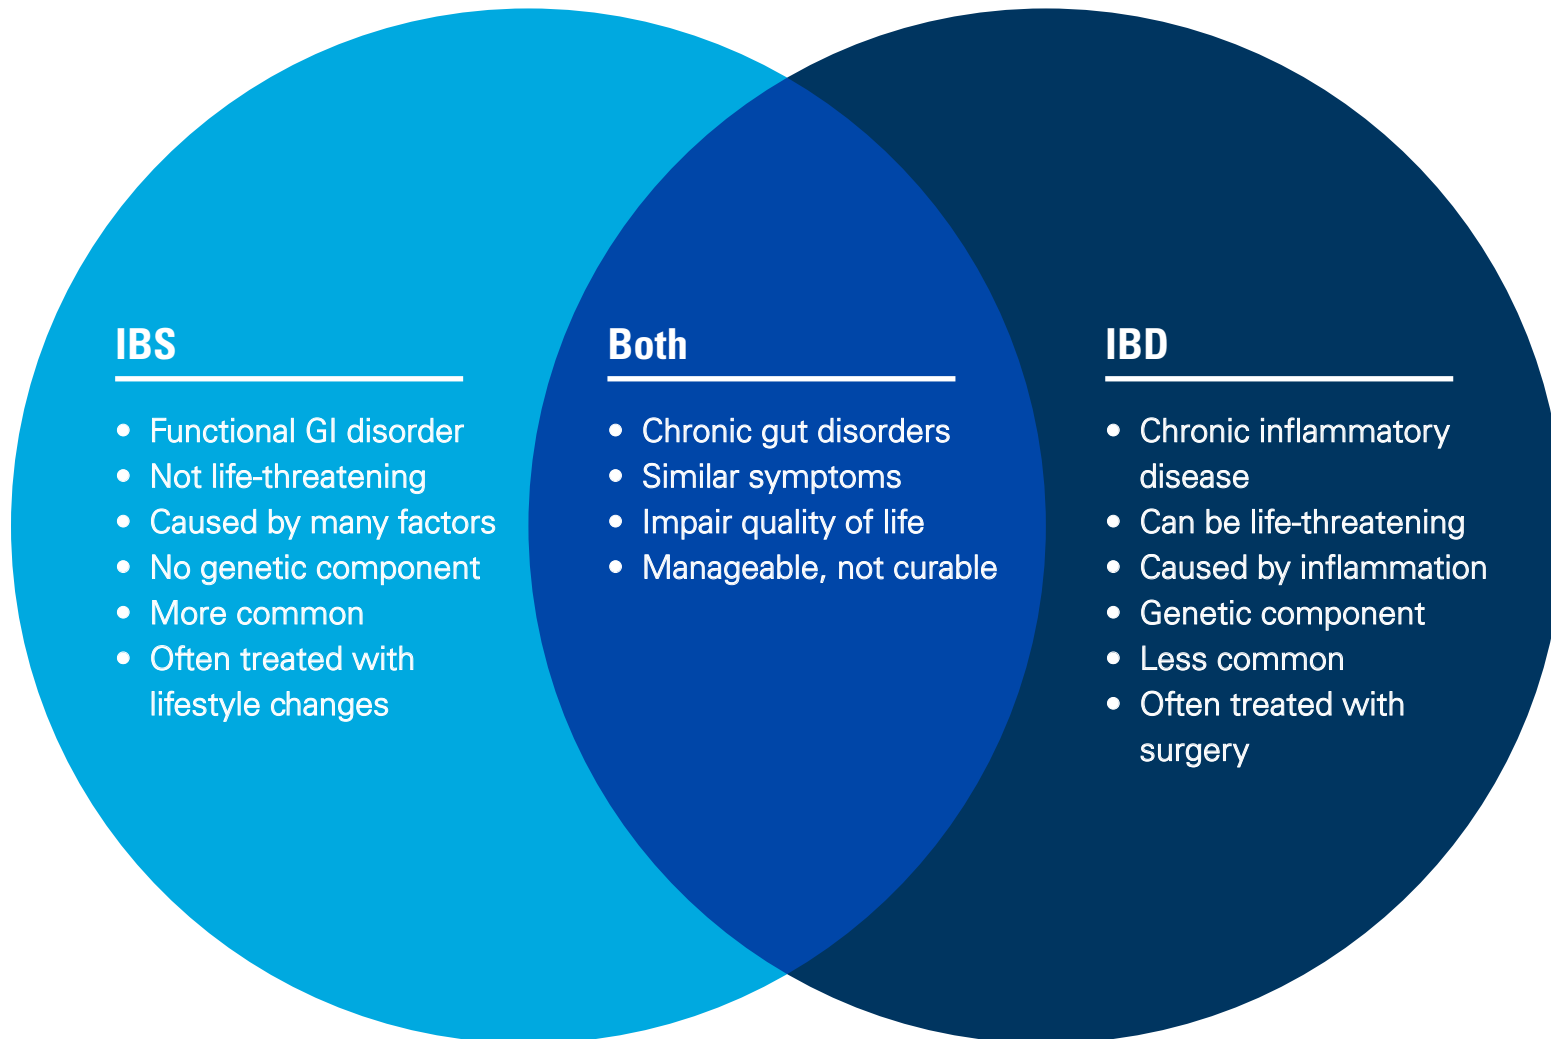 IBS
• Functional GI disorder
• Not life-threatening
• Caused by many factors
• No genetic component
• More common
• Often treated with
lifestyle changes
Both
• Chronic gut disorders
• Similar symptoms
• Impair quality of life
• Manageable, not curable
IBD
• Chronic inflammatory
disease
• Can be life-threatening
• Caused by inflammation
• Genetic component
• Less common
• Often treated with
surgery